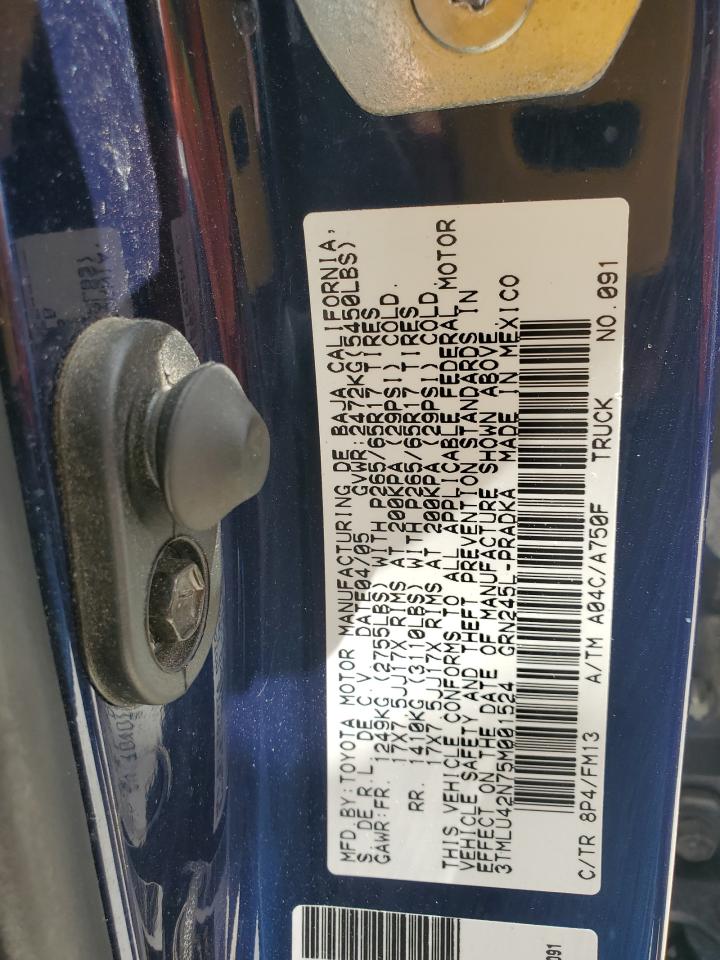 MFD. BY: TOYOTA MOTOR MANUFACTURING DE BAJA CALIFORNIA,
S. DE R. L. DE C. V. DATE 04/05 GVWR: 2472KG(5450LBS)
GAWR: FR. 1249KG (2755LBS) WITH P265/65R17 TIRES
17X7.5JJ17X RIMS AT 200KPA (29PSI) COLD.
RR. 1410KG (3110LBS) WITH P265/65R17 TIRES
17X7.5JJ17X RIMS AT 200KPA (29PSI) COLD
THIS VEHICLE CONFORMS TO ALL APPLICABLE FEDERAL MOTOR
VEHICLE SAFETY AND THEFT PREVENTION STANDARDS IN
EFFECT ON THE DATE OF MANUFACTURE SHOWN ABOVE.
3TMLU42N75M001524 GRN245L-PRADKA MADE IN MEXICO
C/TR 8P4/FM13 A/TM A04C/A750F TRUCK NO.091
091